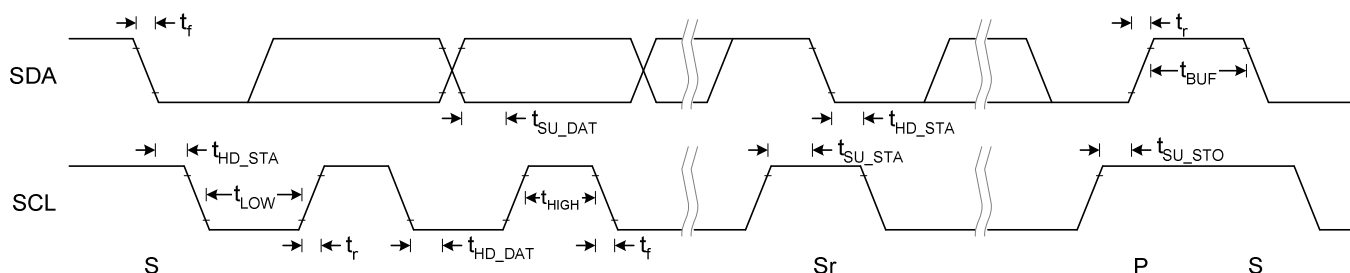 t_f
t_r
SDA
t_BUF
t_SU_DAT
t_HD_STA
t_HD_STA
t_SU_STA
t_SU_STO
SCL
t_LOW
t_HIGH
t_r
t_HD_DAT
t_f
S
Sr
P
S